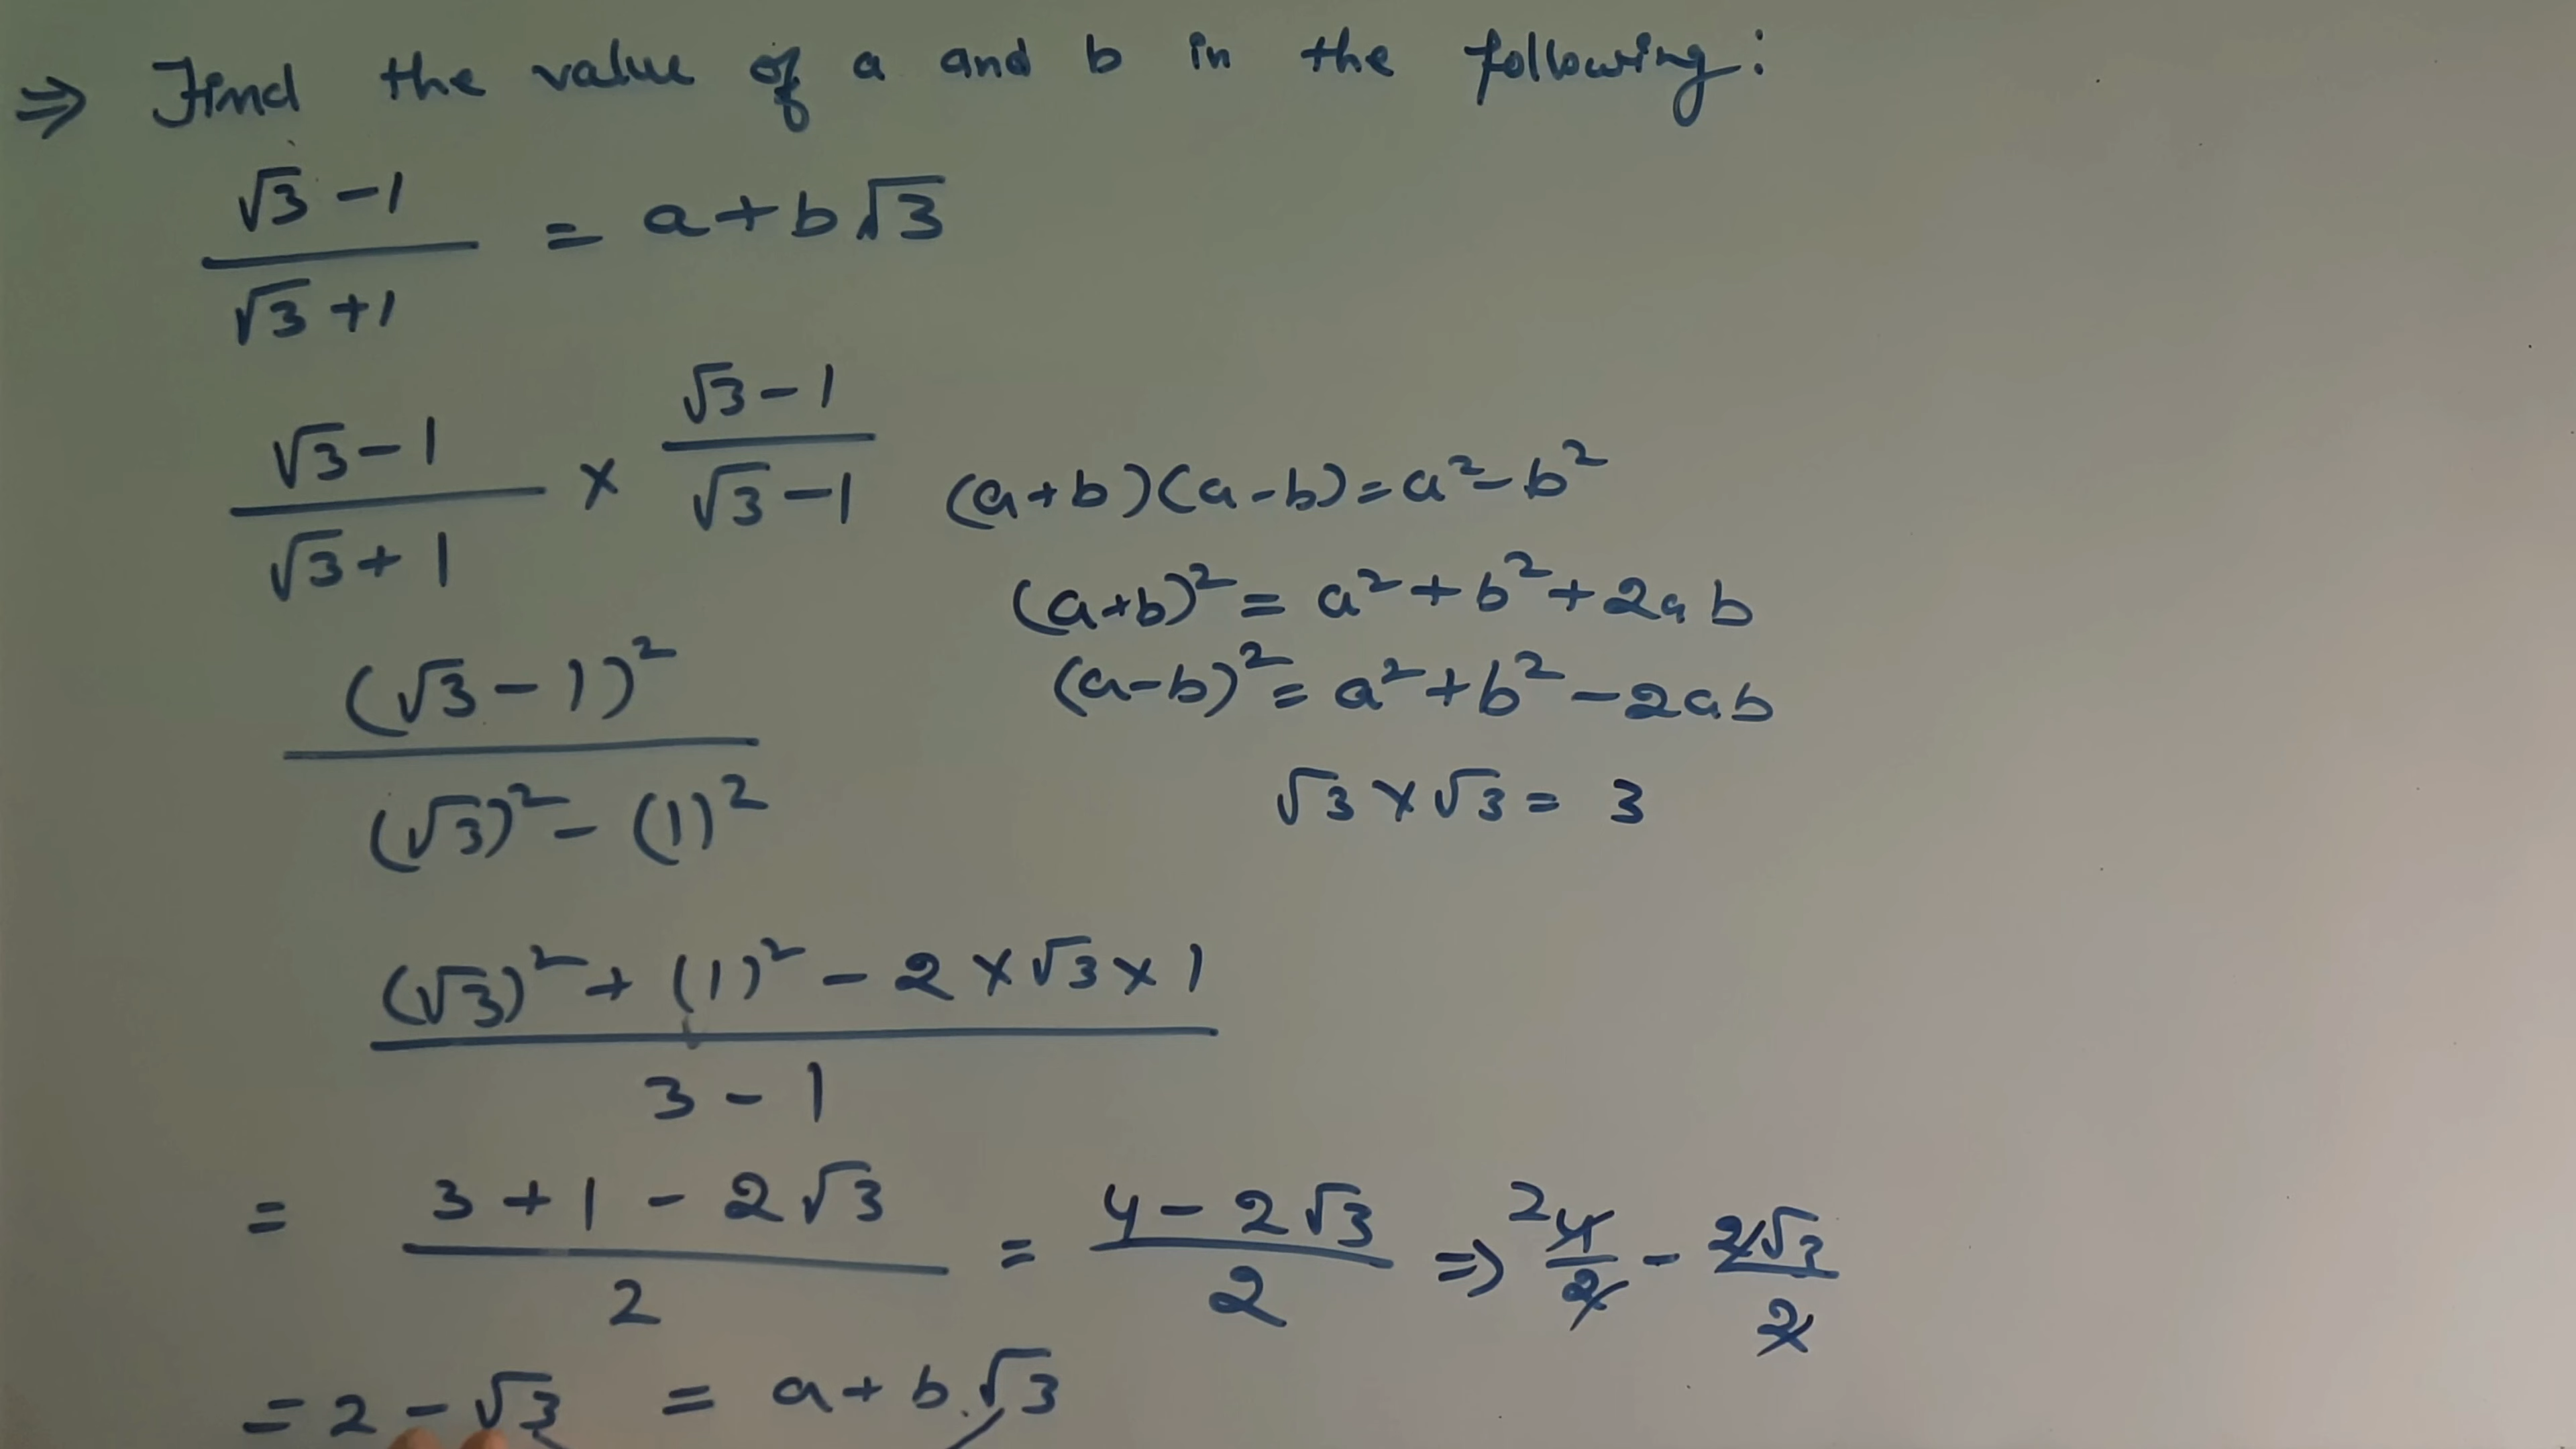 ⇒ Find the value of a and b in the following:
√3 - 1 / √3 + 1 = a + b√3
√3 - 1 / √3 + 1 × √3 - 1 / √3 - 1
(a+b)(a-b) = a² - b²
(a+b)² = a² + b² + 2ab
(a-b)² = a² + b² - 2ab
√3 × √3 = 3
(√3 - 1)² / (√3)² - (1)²
(√3)² + (1)² - 2 × √3 × 1 / 3 - 1
= 3 + 1 - 2√3 / 2 = 4 - 2√3 / 2 ⇒ 2 4/2 - 2√3/2
= 2 - √3 = a + b.√3